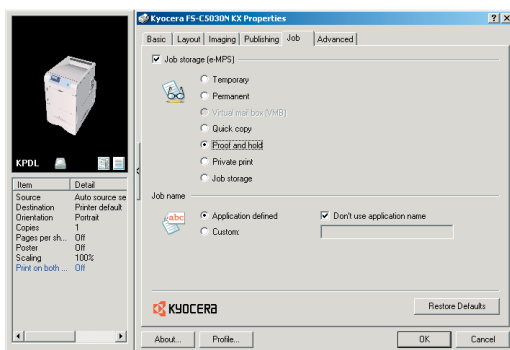 Kyocera FS-C5030N KX Properties
Basic Layout Imaging Publishing Job Advanced
Job storage (e-MPS)
Temporary
Permanent
Virtual mail box (VMB)
Quick copy
Proof and hold
Private print
Job storage
KPDL
Item Detail
Source Auto source se
Destination Printer default
Orientation Portrait
Copies 1
Pages per sh... Off
Poster Off
Scaling 100%
Print on both ... Off
Job name
abc
Application defined Don't use application name
Custom:
KYOCERA
Restore Defaults
About... Profile... OK Cancel